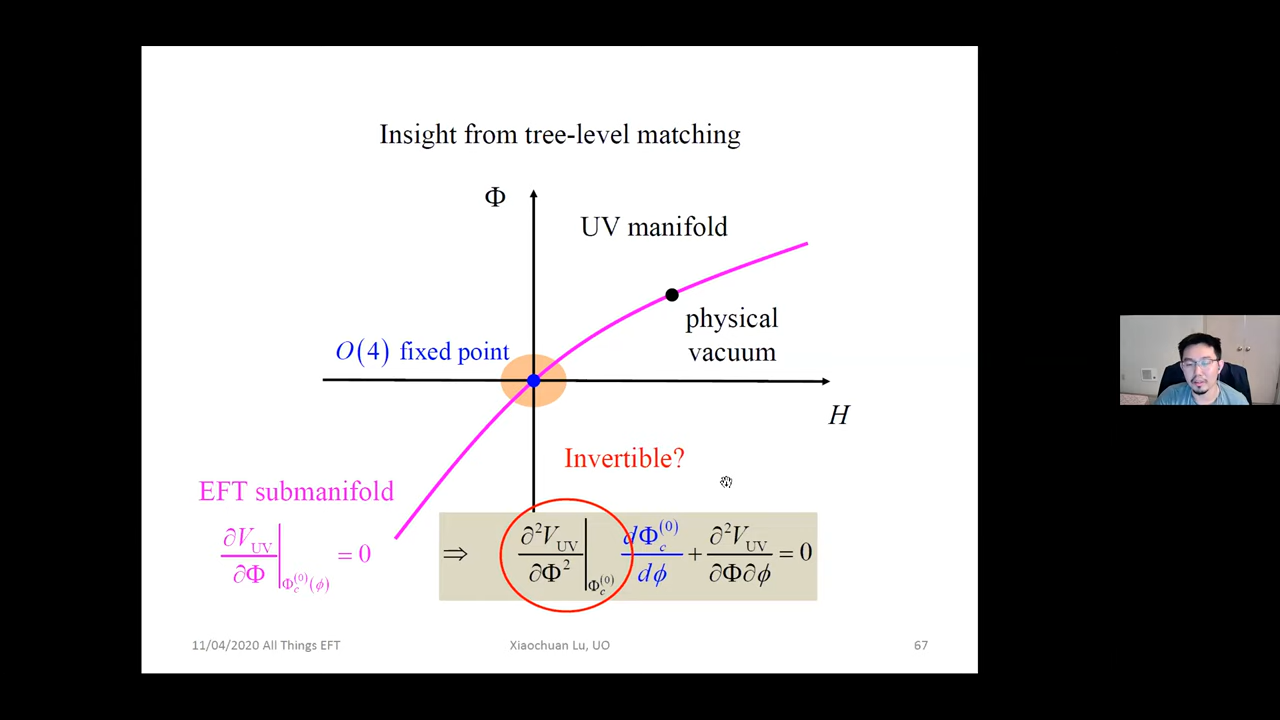 Insight from tree-level matching
Φ
UV manifold
physical
vacuum
O(4) fixed point
H
Invertible?
EFT submanifold
∂V_UV/∂Φ|_{Φ_c^{(0)}(ϕ)} = 0
⇒ ∂²V_UV/∂Φ²|_{Φ_c^{(0)}} dΦ_c^{(0)}/dϕ + ∂²V_UV/∂Φ∂ϕ = 0
11/04/2020 All Things EFT
Xiaochuan Lu, UO
67